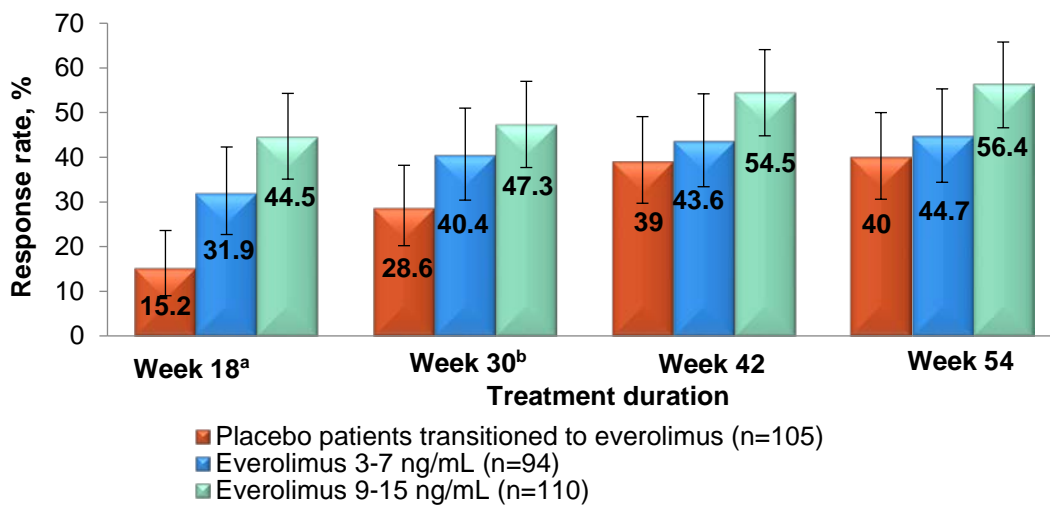 Response rate, %
70
60
50
40
30
20
10
0
15.2
31.9
44.5
28.6
40.4
47.3
39
43.6
54.5
40
44.7
56.4
Week 18ᵃ
Week 30ᵇ
Week 42
Week 54
Treatment duration
Placebo patients transitioned to everolimus (n=105)
Everolimus 3-7 ng/mL (n=94)
Everolimus 9-15 ng/mL (n=110)